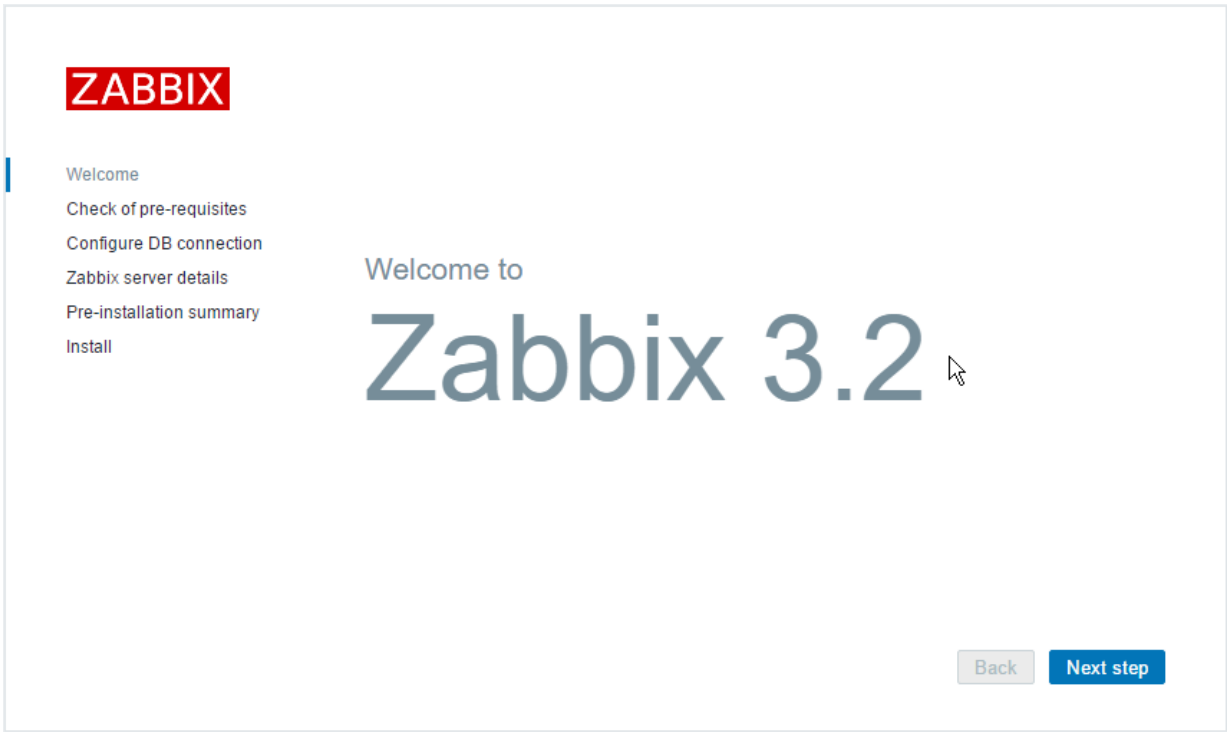 ZABBIX
Welcome
Check of pre-requisites
Configure DB connection
Zabbix server details
Pre-installation summary
Install
Welcome to
Zabbix 3.2
Back
Next step